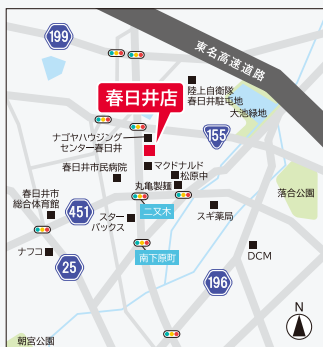 199
東名高速道路
陸上自衛隊
春日井駐屯地
春日井店
大池緑地
ナゴヤハウジング
センター春日井
155
マクドナルド
春日井市民病院
松原中
丸亀製麺
落合公園
春日井市
総合体育館
451
二又木
スギ薬局
スター
バックス
南下原町
ナフコ
DCM
25
196
N
朝宮公園